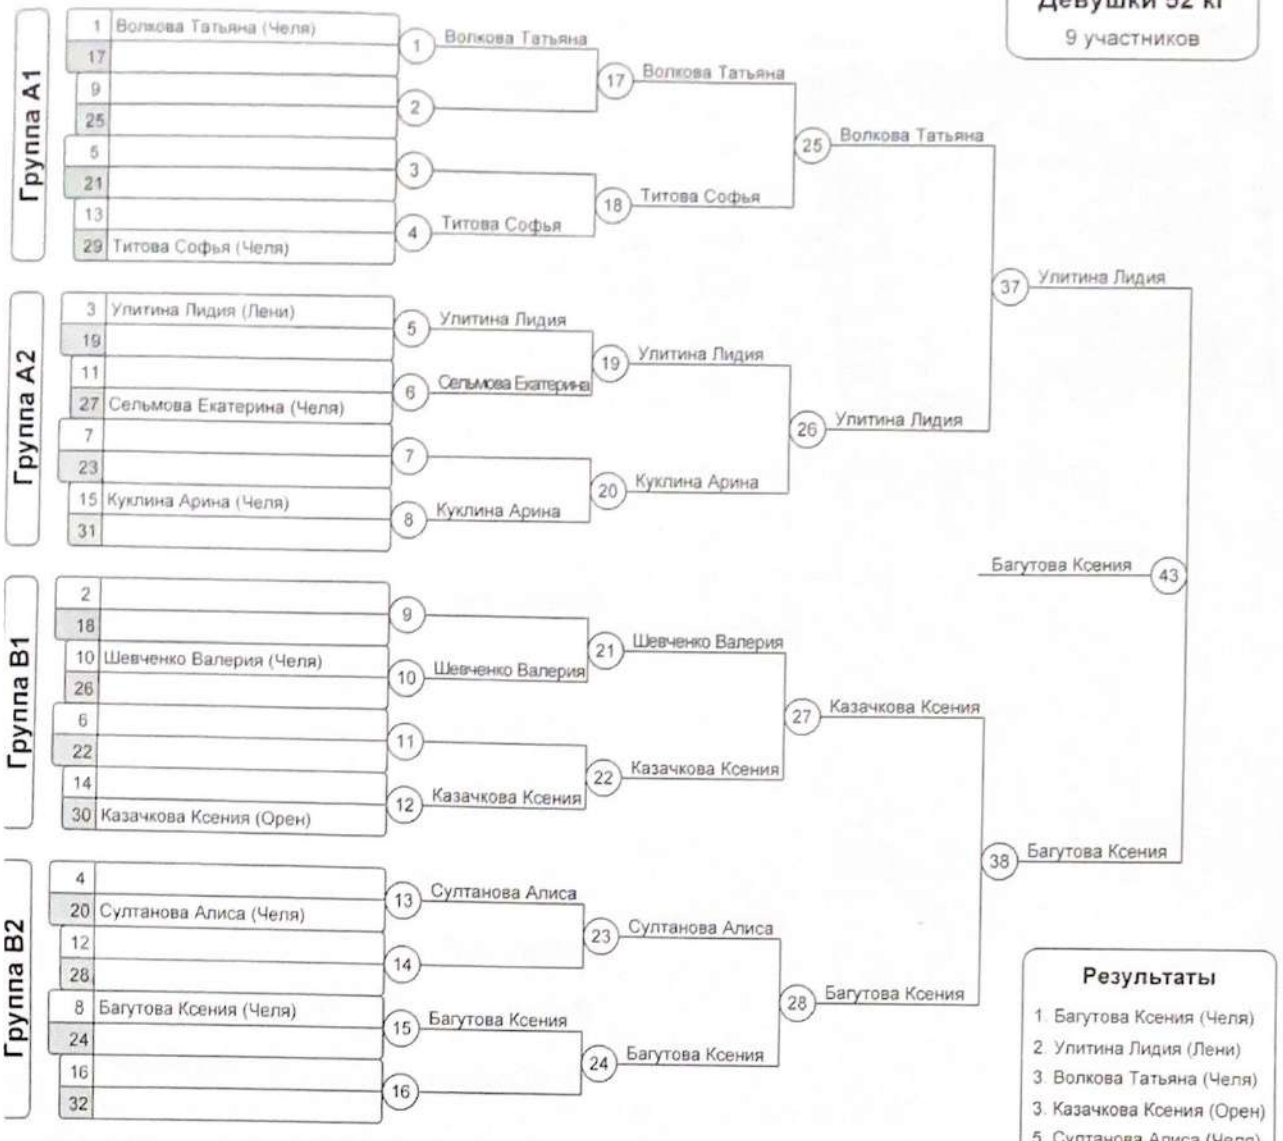 Девушки 52 кг
9 участников
Группа A1
1 Волкова Татьяна (Челя)
17
9
25
5
21
13
29 Титова Софья (Челя)
1 Волкова Татьяна
2
3
4 Титова Софья
17 Волкова Татьяна
18 Титова Софья
25 Волкова Татьяна
Группа A2
3 Улитина Лидия (Лени)
19
11
27 Сельмова Екатерина (Челя)
7
23
15 Куклина Арина (Челя)
31
5 Улитина Лидия
6 Сельмова Екатерина
7
8 Куклина Арина
19 Улитина Лидия
20 Куклина Арина
26 Улитина Лидия
37 Улитина Лидия
Багутова Ксения 43
Группа B1
2
18
10 Шевченко Валерия (Челя)
26
6
22
14
30 Казачкова Ксения (Орен)
9
10 Шевченко Валерия
11
12 Казачкова Ксения
21 Шевченко Валерия
22 Казачкова Ксения
27 Казачкова Ксения
Группа B2
4
20 Султанова Алиса (Челя)
12
28
8 Багутова Ксения (Челя)
24
16
32
13 Султанова Алиса
14
15 Багутова Ксения
16
23 Султанова Алиса
24 Багутова Ксения
28 Багутова Ксения
38 Багутова Ксения
Результаты
1. Багутова Ксения (Челя)
2. Улитина Лидия (Лени)
3. Волкова Татьяна (Челя)
3. Казачкова Ксения (Орен)
5. Султанова Алиса (Челя)